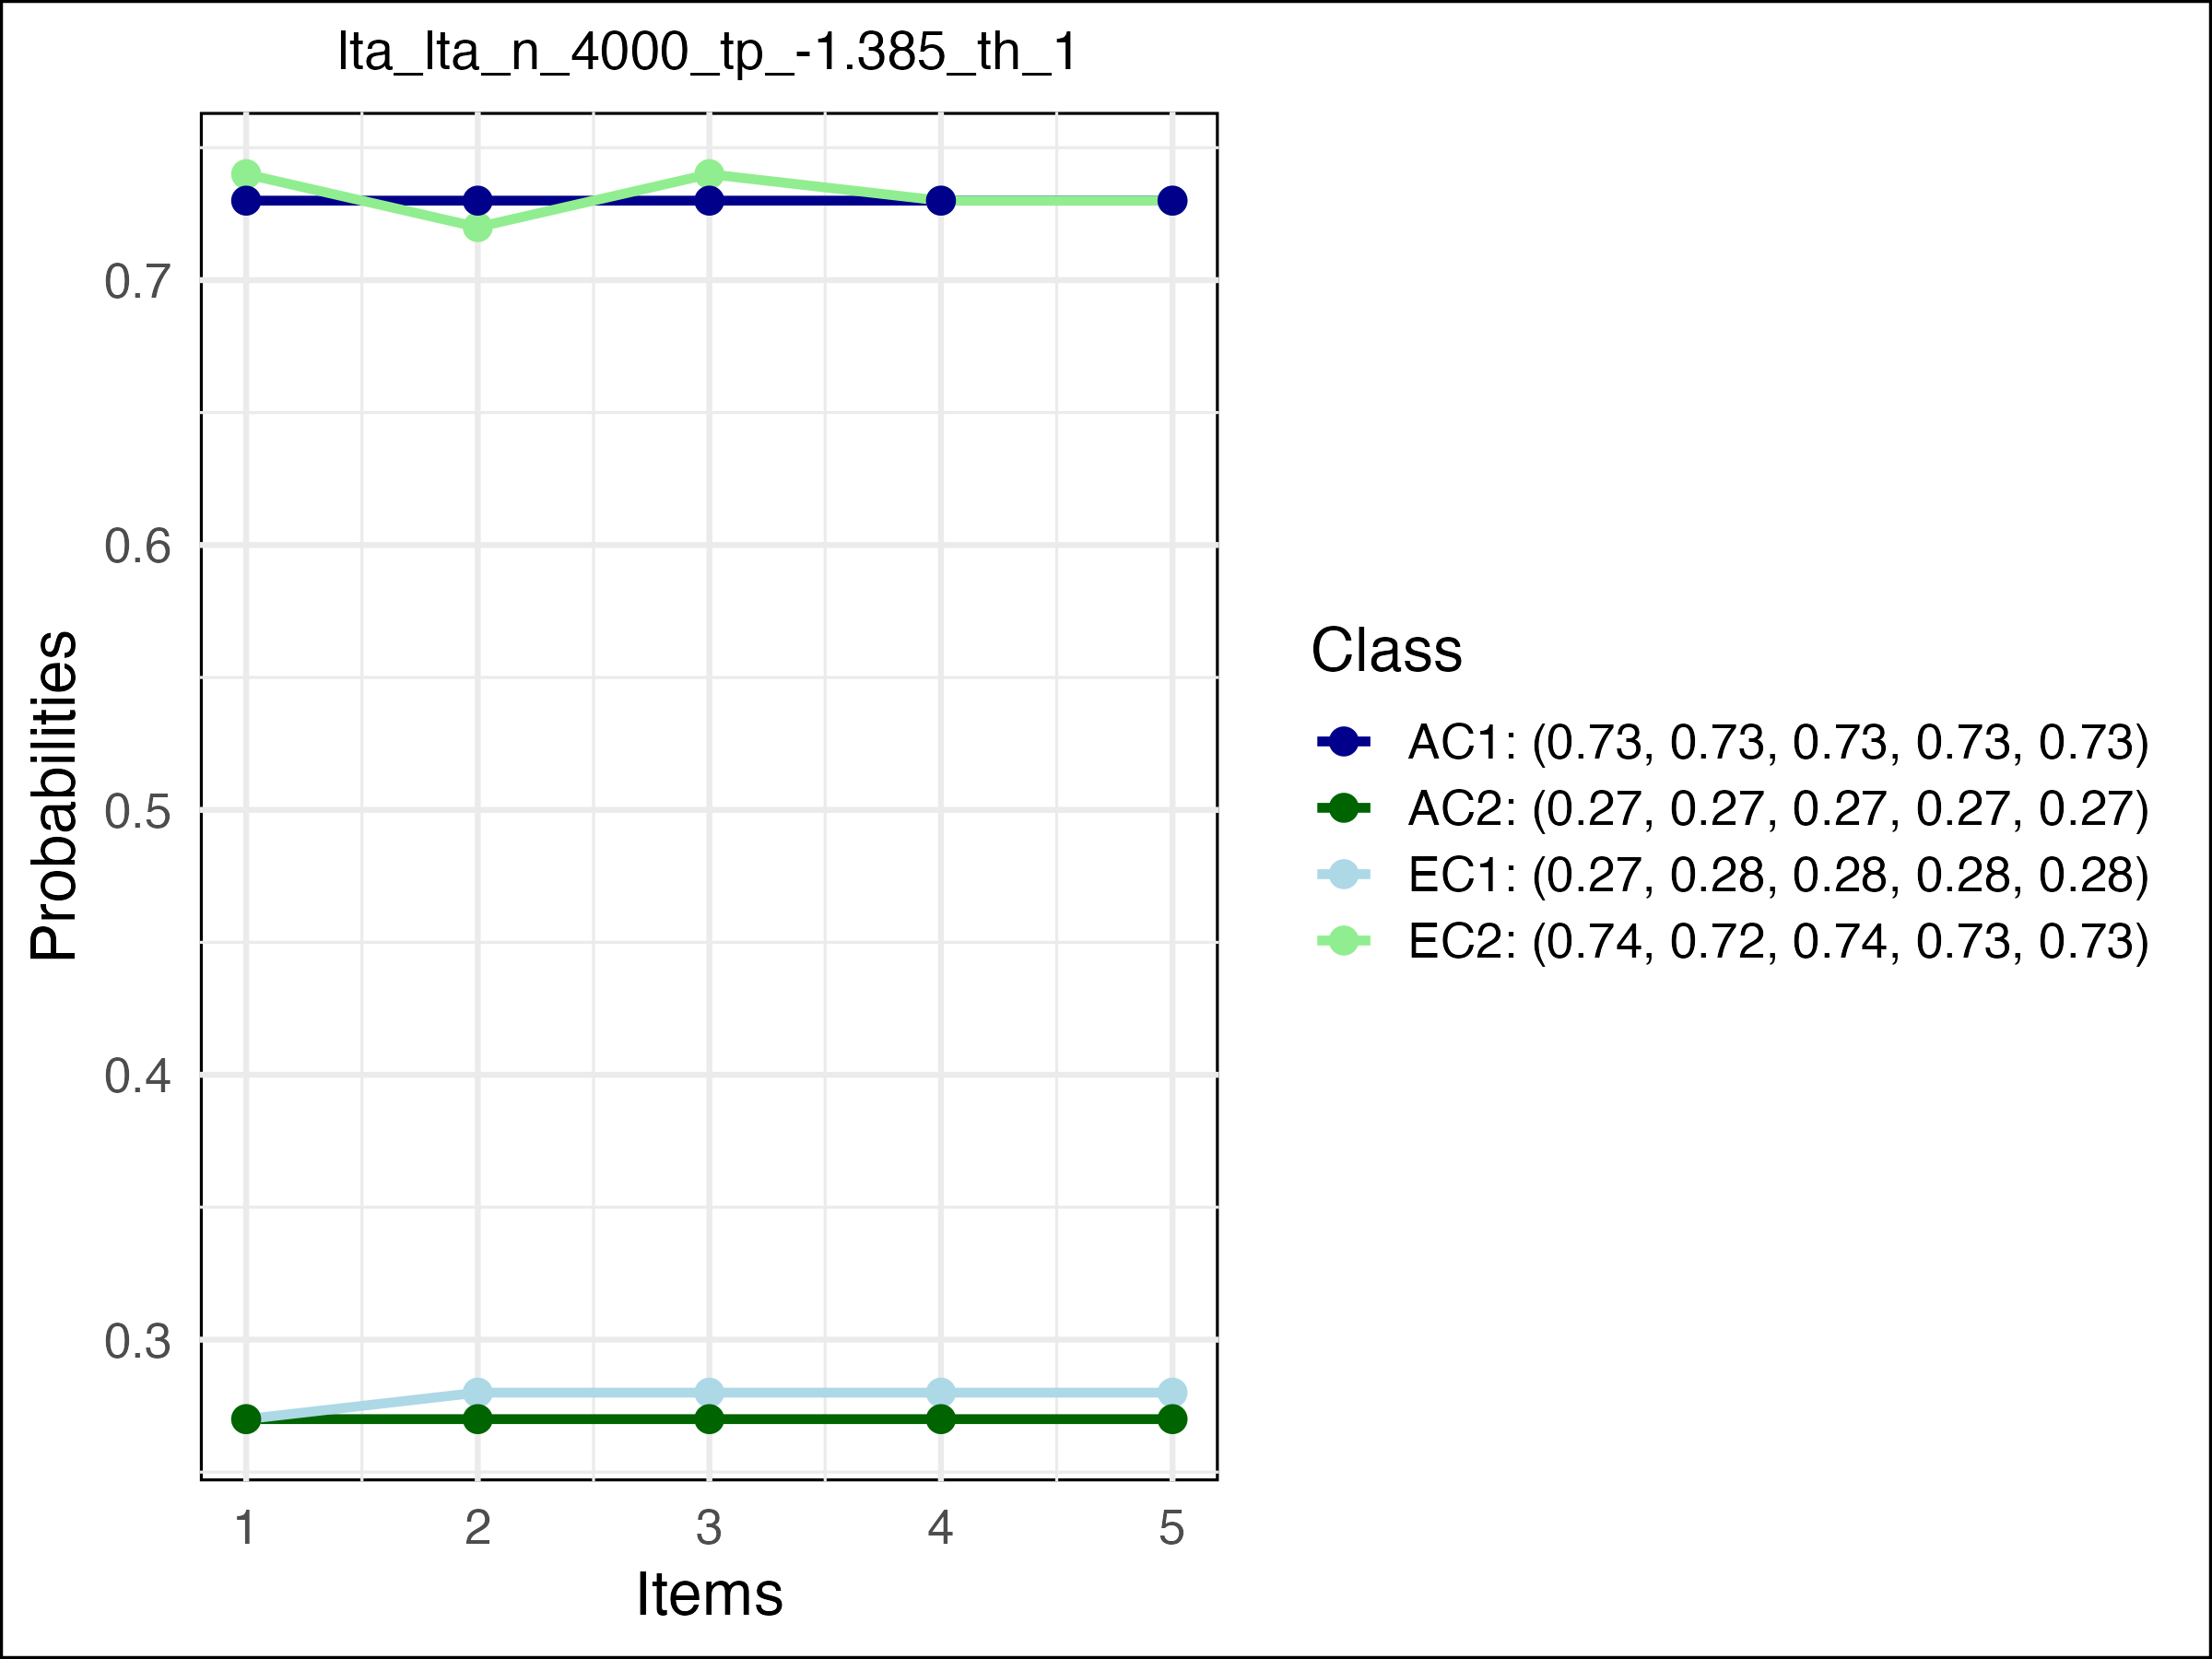 lta_lta_n_4000_tp_-1.385_th_1
Probabilities
0.7
0.6
0.5
0.4
0.3
1 2 3 4 5
Items
Class
AC1: (0.73, 0.73, 0.73, 0.73, 0.73)
AC2: (0.27, 0.27, 0.27, 0.27, 0.27)
EC1: (0.27, 0.28, 0.28, 0.28, 0.28)
EC2: (0.74, 0.72, 0.74, 0.73, 0.73)